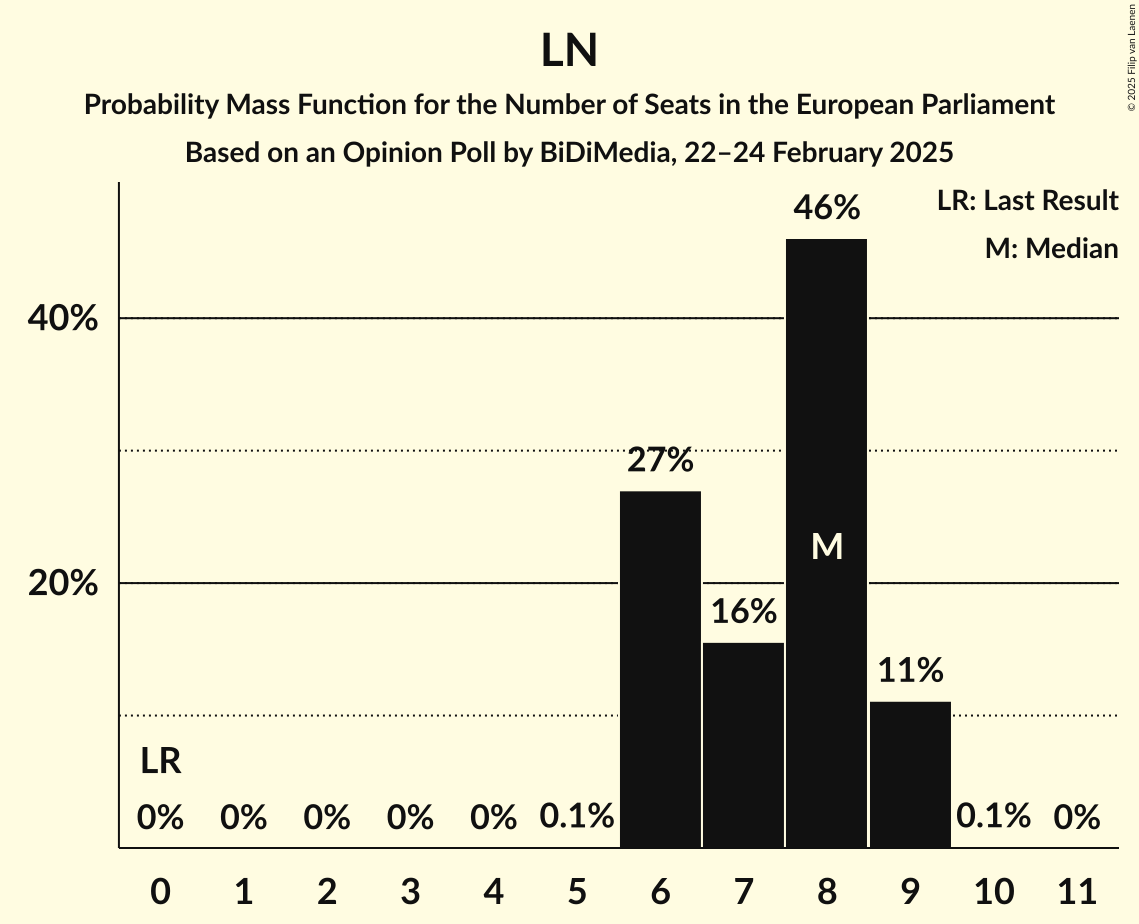 LN
Probability Mass Function for the Number of Seats in the European Parliament
Based on an Opinion Poll by BiDiMedia, 22–24 February 2025
© 2025 Filip van Laenen
LR: Last Result
M: Median
46%
40%
27%
M
20%
16%
11%
LR
0% 0% 0% 0% 0% 0.1% 0.1% 0%
0 1 2 3 4 5 6 7 8 9 10 11